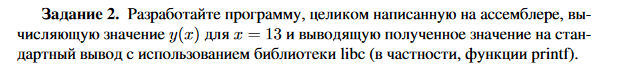 Задание 2. Разработайте программу, целиком написанную на ассемблере, вы-
числяющую значение y(x) для x = 13 и выводящую полученное значение на стан-
дартный вывод с использованием библиотеки libc (в частности, функции printf).